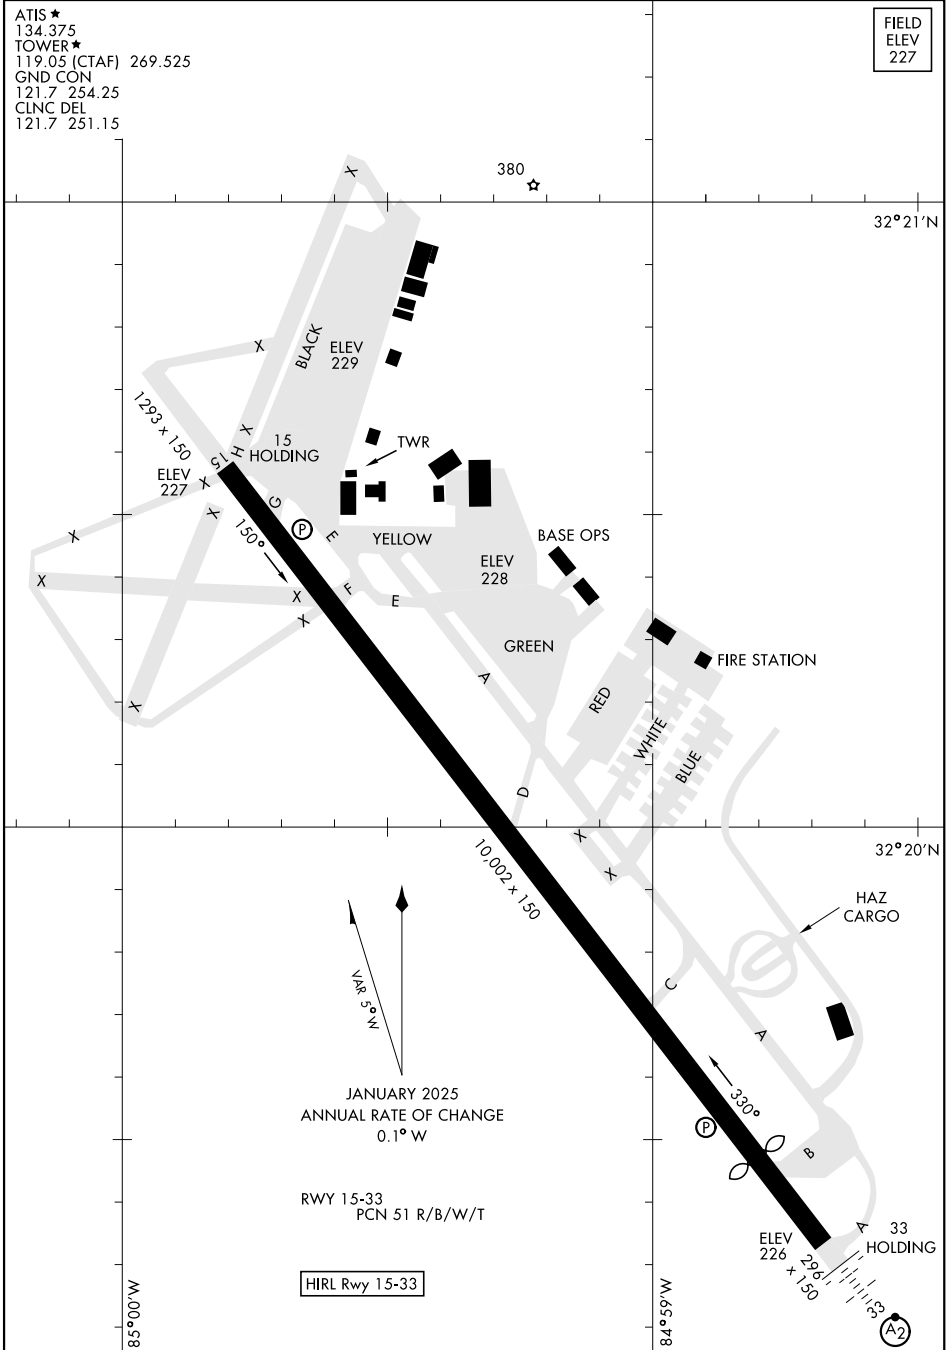 ATIS ★
134.375
TOWER ★
119.05 (CTAF) 269.525
GND CON
121.7 254.25
CLNC DEL
121.7 251.15
FIELD
ELEV
227
380
32°21'N
X
BLACK
ELEV
229
X
1293 x 150
X
H
15
15
HOLDING
TWR
ELEV
227
X
G
X
P
E
X
150°
YELLOW
BASE OPS
ELEV
228
X
X
F
E
X
GREEN
FIRE STATION
A
RED
X
WHITE
BLUE
D
X
32°20'N
10,002 x 150
X
HAZ
CARGO
VAR 5°W
C
A
JANUARY 2025
ANNUAL RATE OF CHANGE
0.1° W
330°
P
B
RWY 15-33
PCN 51 R/B/W/T
A
33
HOLDING
ELEV
226
296
x 150
HIRL Rwy 15-33
33
A2
85°00'W
84°59'W